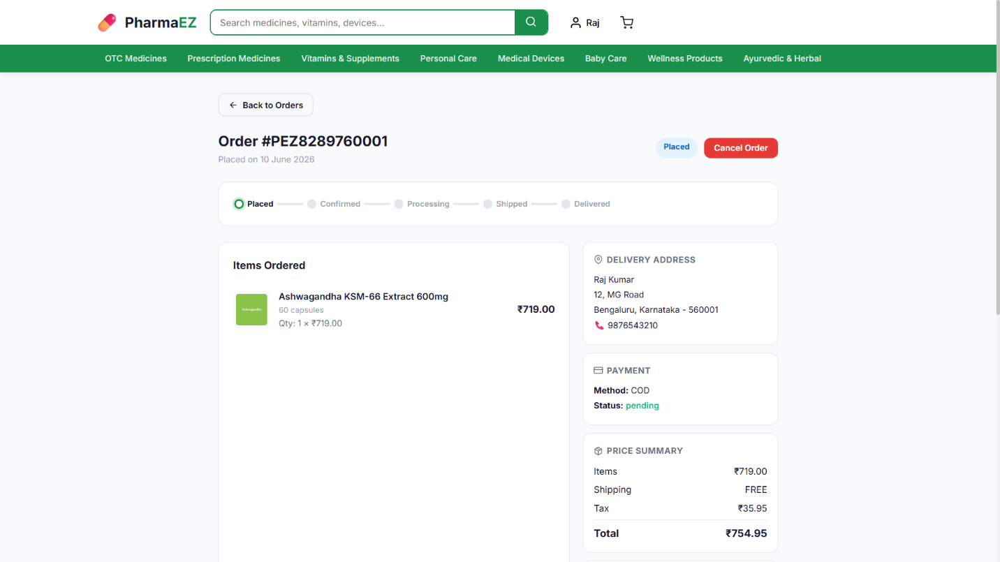 PharmaEZ
Search medicines, vitamins, devices...
Raj
OTC Medicines Prescription Medicines Vitamins & Supplements Personal Care Medical Devices Baby Care Wellness Products Ayurvedic & Herbal
← Back to Orders
Order #PEZ8289760001
Placed on 10 June 2026
Placed
Cancel Order
Placed Confirmed Processing Shipped Delivered
Items Ordered
Ashwagandha
Ashwagandha KSM-66 Extract 600mg
60 capsules
Qty: 1 × ₹719.00
₹719.00
DELIVERY ADDRESS
Raj Kumar
12, MG Road
Bengaluru, Karnataka - 560001
9876543210
PAYMENT
Method: COD
Status: pending
PRICE SUMMARY
Items ₹719.00
Shipping FREE
Tax ₹35.95
Total ₹754.95